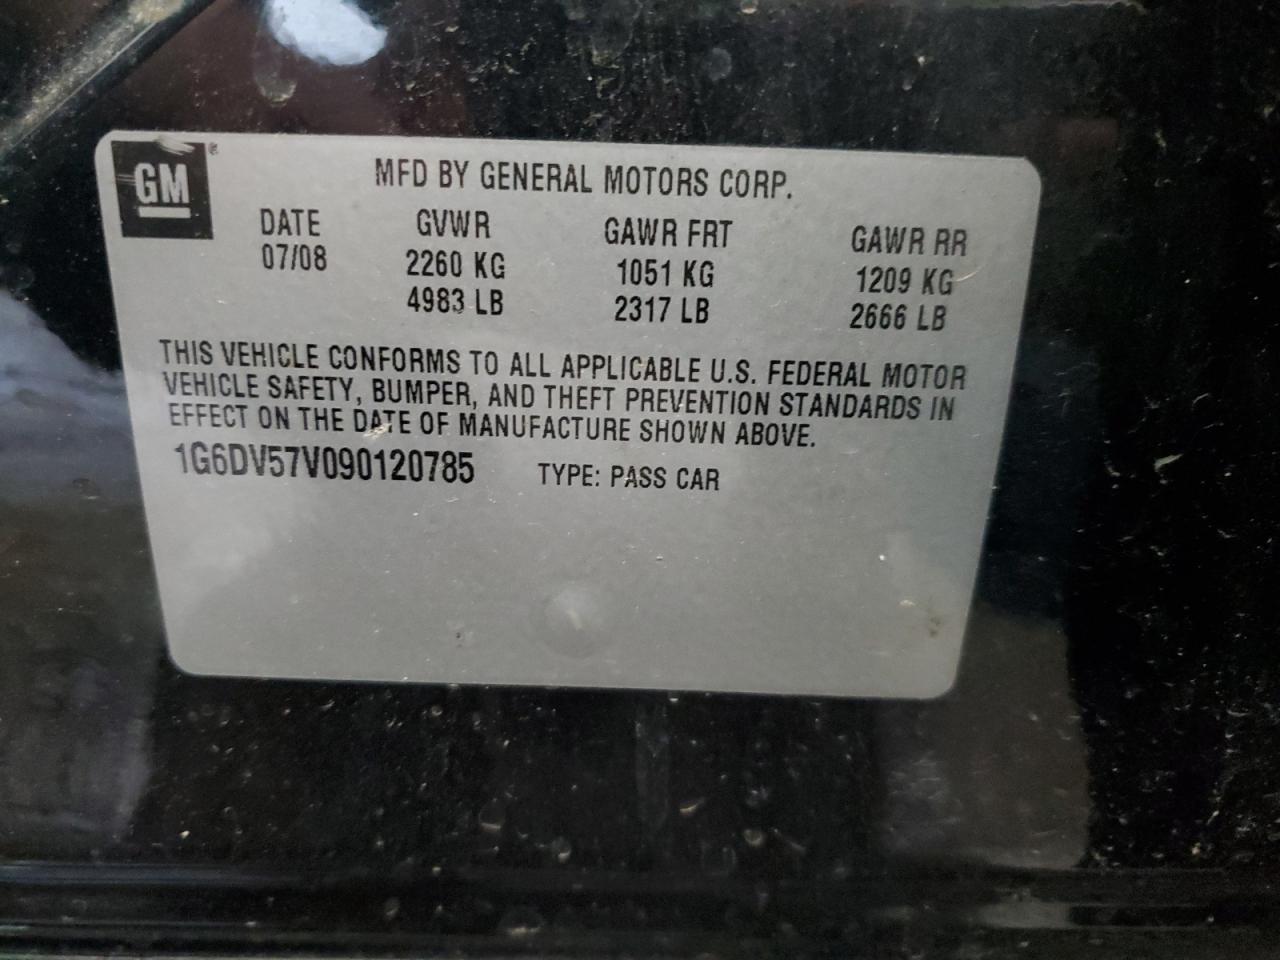 GM®
MFD BY GENERAL MOTORS CORP.
DATE GVWR GAWR FRT GAWR RR
07/08 2260 KG 1051 KG 1209 KG
4983 LB 2317 LB 2666 LB
THIS VEHICLE CONFORMS TO ALL APPLICABLE U.S. FEDERAL MOTOR
VEHICLE SAFETY, BUMPER, AND THEFT PREVENTION STANDARDS IN
EFFECT ON THE DATE OF MANUFACTURE SHOWN ABOVE.
1G6DV57V090120785 TYPE: PASS CAR